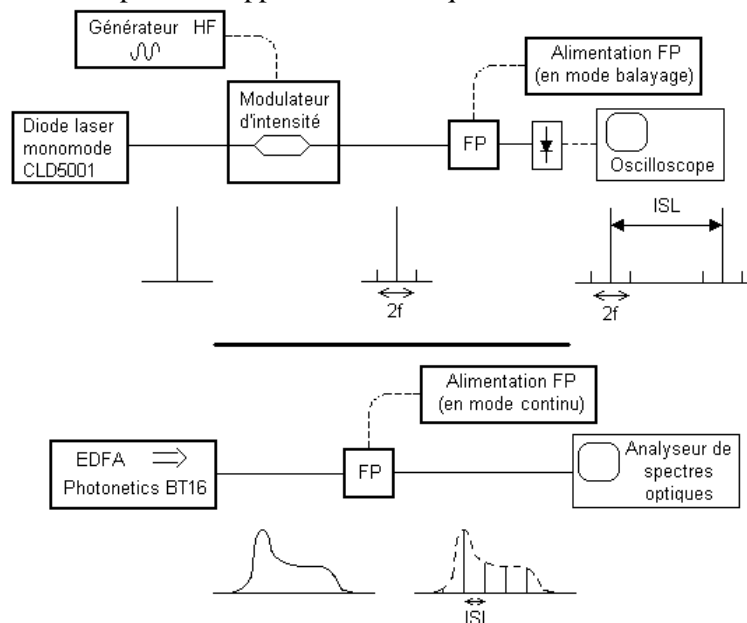 Générateur HF
Alimentation FP
(en mode balayage)
Modulateur
d'intensité
Diode laser
monomode
CLD5001
FP
Oscilloscope
ISL
2f
2f
Alimentation FP
(en mode continu)
EDFA
Photonetics BT16
FP
Analyseur de
spectres
optiques
ISL